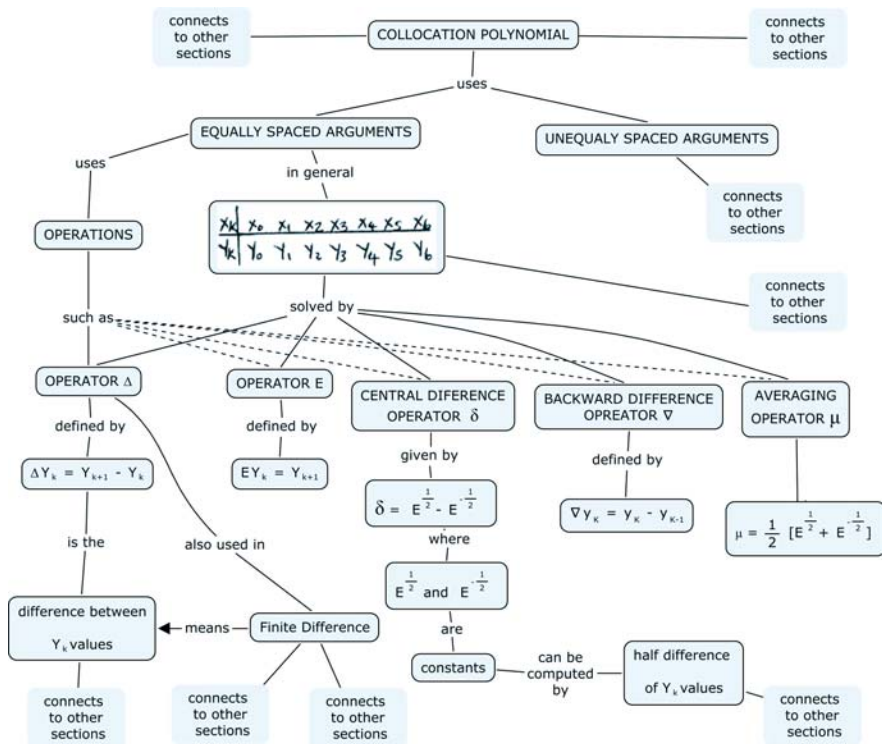 connects
to other
sections
COLLOCATION POLYNOMIAL
connects
to other
sections
uses
EQUALLY SPACED ARGUMENTS
UNEQUALY SPACED ARGUMENTS
uses
in general
connects
to other
sections
OPERATIONS
xₖ x₀ x₁ x₂ x₃ x₄ x₅ x₆
Yₖ Y₀ Y₁ Y₂ Y₃ Y₄ Y₅ Y₆
connects
to other
sections
such as
solved by
OPERATOR Δ
OPERATOR E
CENTRAL DIFERENCE
OPERATOR δ
BACKWARD DIFFERENCE
OPREATOR ∇
AVERAGING
OPERATOR μ
defined by
defined by
given by
defined by
ΔYₖ = Yₖ₊₁ - Yₖ
EYₖ = Yₖ₊₁
δ = E^½ - E^-½
∇y_K = y_K - y_K-1
μ = ½ [E^½ + E^-½]
is the
also used in
where
E^½ and E^-½
difference between
Yₖ values
means
Finite Difference
are
constants
can be
computed
by
half difference
of Yₖ values
connects
to other
sections
connects
to other
sections
connects
to other
sections
connects
to other
sections